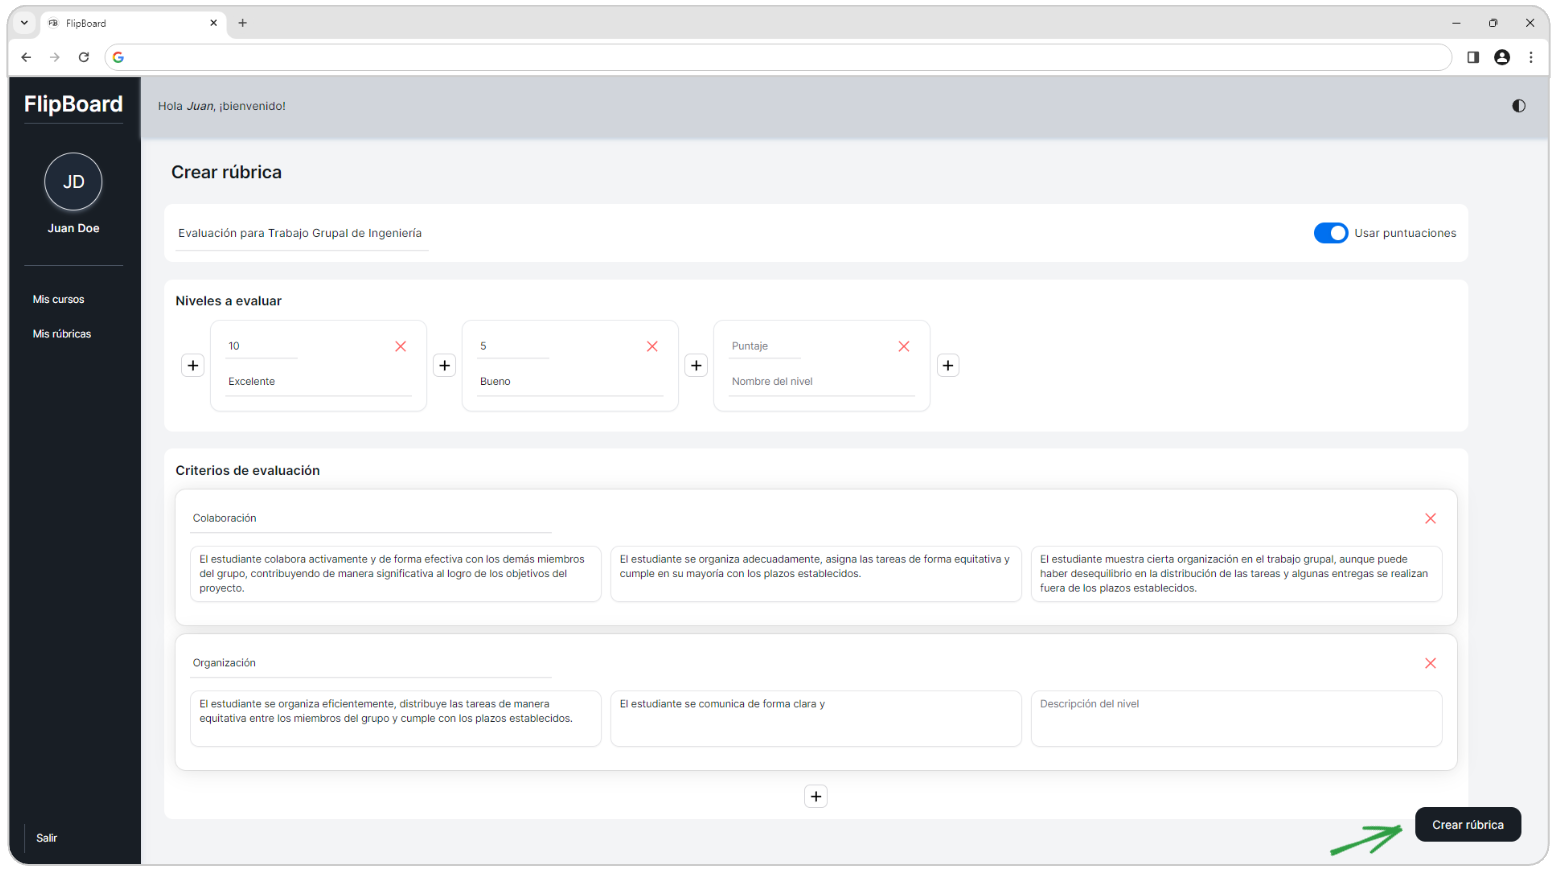 FB FlipBoard
FlipBoard
Hola Juan, ¡bienvenido!
JD
Juan Doe
Mis cursos
Mis rúbricas
Salir
Crear rúbrica
Evaluación para Trabajo Grupal de Ingeniería
Usar puntuaciones
Niveles a evaluar
10
Excelente
5
Bueno
Puntaje
Nombre del nivel
Criterios de evaluación
Colaboración
El estudiante colabora activamente y de forma efectiva con los demás miembros
del grupo, contribuyendo de manera significativa al logro de los objetivos del
proyecto.
El estudiante se organiza adecuadamente, asigna las tareas de forma equitativa y
cumple en su mayoría con los plazos establecidos.
El estudiante muestra cierta organización en el trabajo grupal, aunque puede
haber desequilibrio en la distribución de las tareas y algunas entregas se realizan
fuera de los plazos establecidos.
Organización
El estudiante se organiza eficientemente, distribuye las tareas de manera
equitativa entre los miembros del grupo y cumple con los plazos establecidos.
El estudiante se comunica de forma clara y
Descripción del nivel
Crear rúbrica